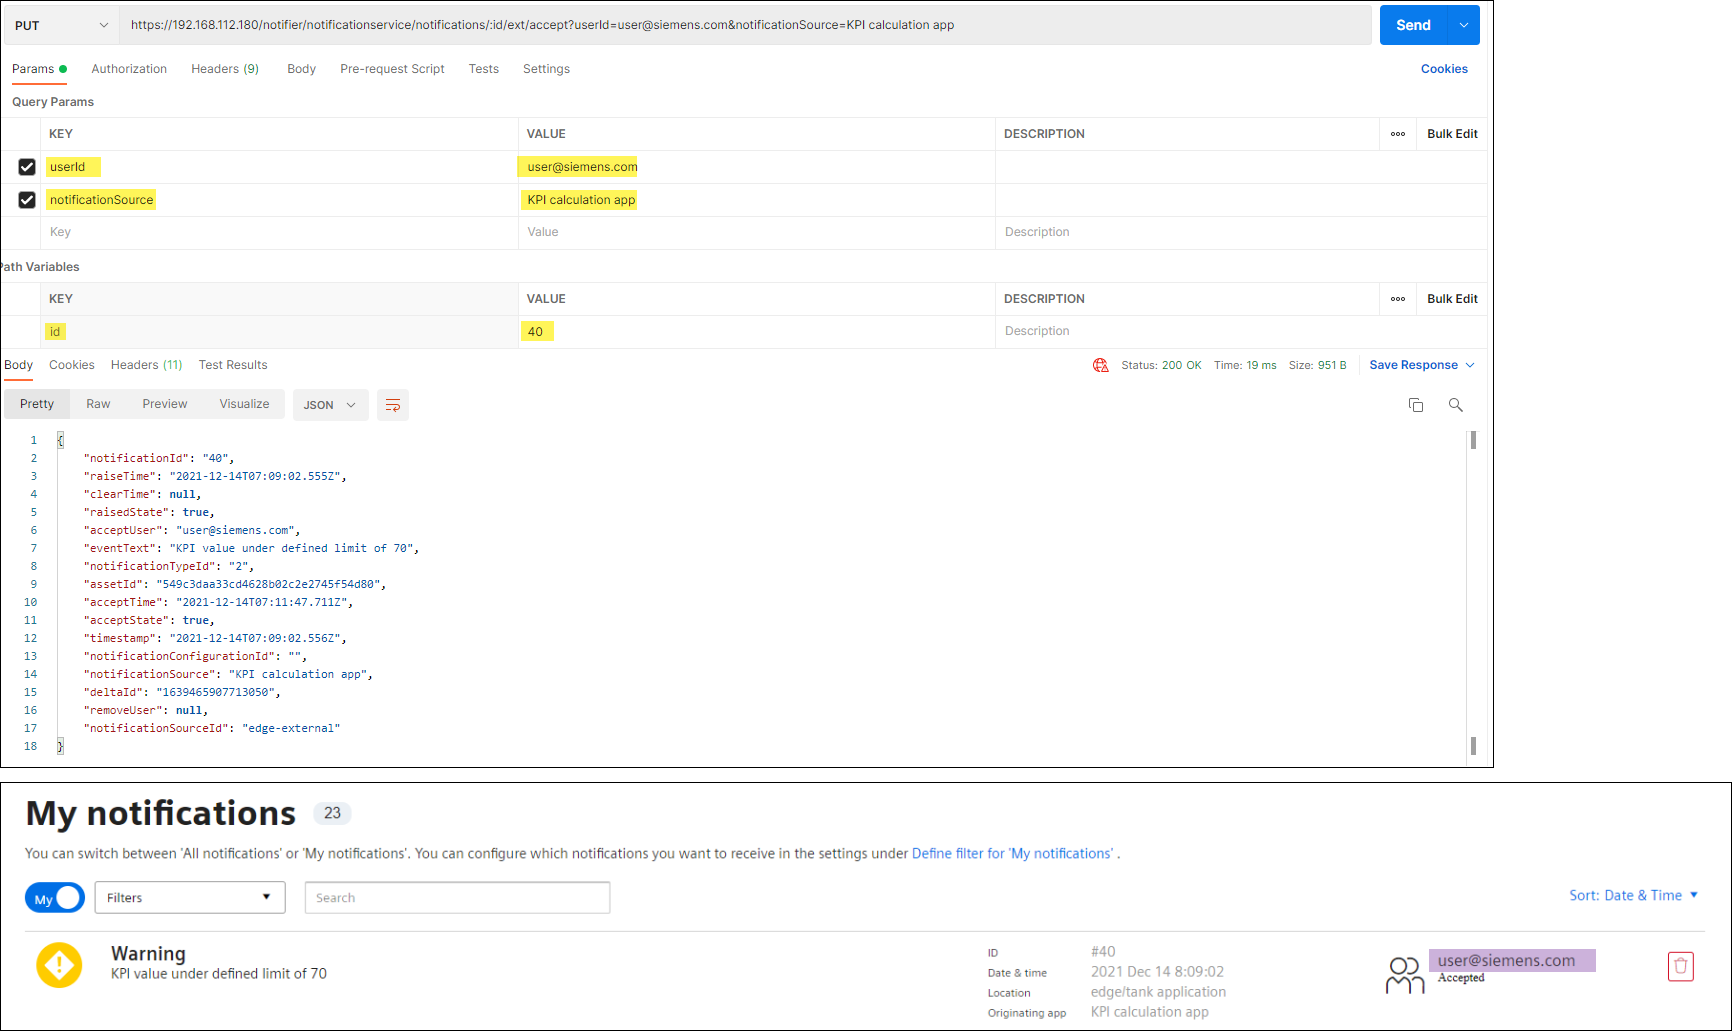 PUT https://192.168.112.180/notifier/notificationservice/notifications/:id/ext/accept?userId=user@siemens.com&notificationSource=KPI calculation app Send
Params Authorization Headers (9) Body Pre-request Script Tests Settings Cookies
Query Params
KEY VALUE DESCRIPTION ooo Bulk Edit
userId user@siemens.com
notificationSource KPI calculation app
Key Value Description
Path Variables
KEY VALUE DESCRIPTION ooo Bulk Edit
id 40 Description
Body Cookies Headers (11) Test Results Status: 200 OK Time: 19 ms Size: 951 B Save Response
Pretty Raw Preview Visualize JSON
1 {
2 "notificationId": "40",
3 "raiseTime": "2021-12-14T07:09:02.555Z",
4 "clearTime": null,
5 "raisedState": true,
6 "acceptUser": "user@siemens.com",
7 "eventText": "KPI value under defined limit of 70",
8 "notificationTypeId": "2",
9 "assetId": "549c3daa33cd4628b02c2e2745f54d80",
10 "acceptTime": "2021-12-14T07:11:47.711Z",
11 "acceptState": true,
12 "timestamp": "2021-12-14T07:09:02.556Z",
13 "notificationConfigurationId": "",
14 "notificationSource": "KPI calculation app",
15 "deltaId": "1639465907713050",
16 "removeUser": null,
17 "notificationSourceId": "edge-external"
18 }
My notifications 23
You can switch between 'All notifications' or 'My notifications'. You can configure which notifications you want to receive in the settings under Define filter for 'My notifications' .
My Filters Search Sort: Date & Time
Warning
KPI value under defined limit of 70
ID #40
Date & time 2021 Dec 14 8:09:02
Location edge/tank application
Originating app KPI calculation app
user@siemens.com
Accepted